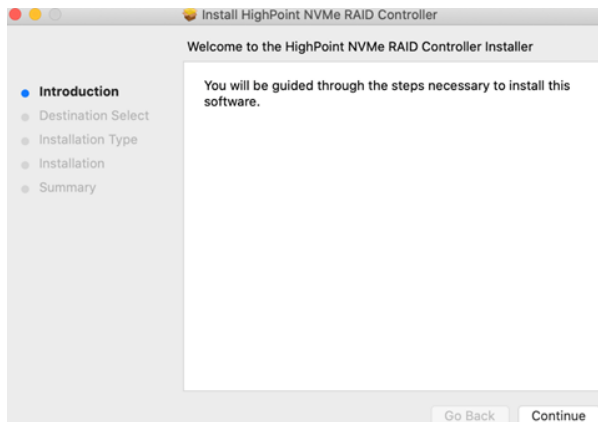 Install HighPoint NVMe RAID Controller
Welcome to the HighPoint NVMe RAID Controller Installer
Introduction
Destination Select
Installation Type
Installation
Summary
You will be guided through the steps necessary to install this
software.
Go Back
Continue